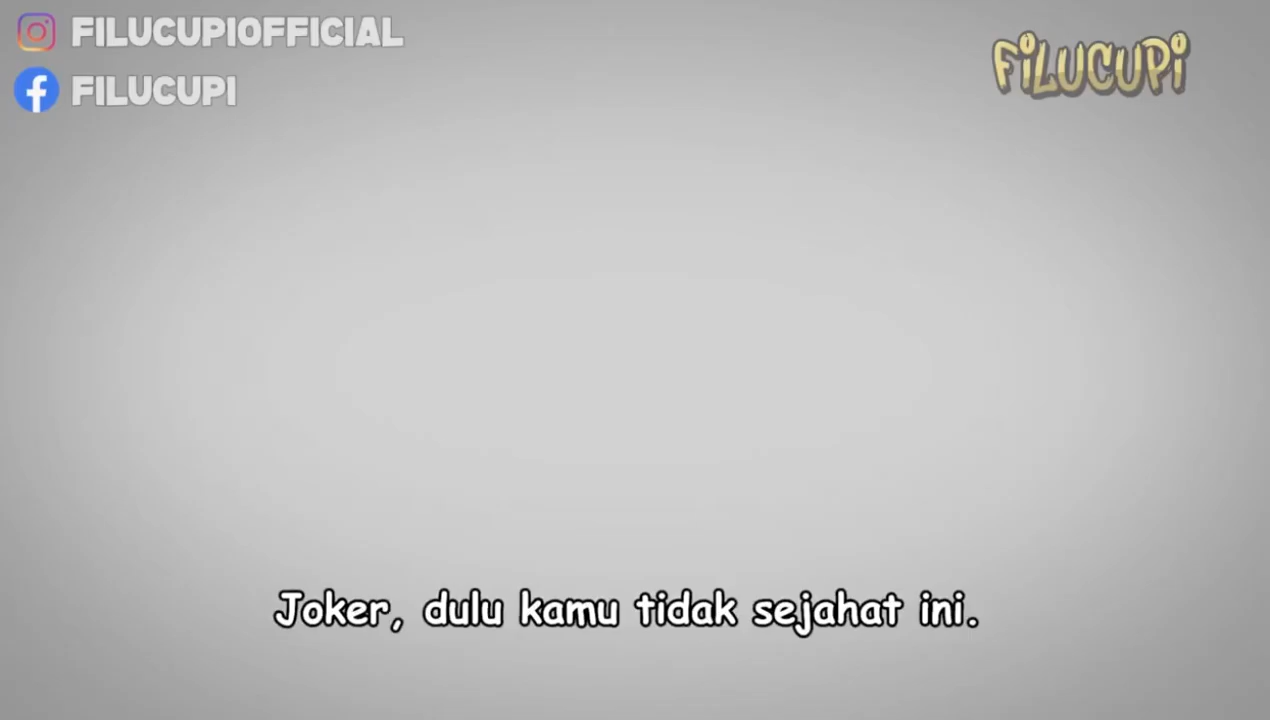 FILUCUPIOFFICIAL
FILUCUPI
FiLUCUPi
Joker, dulu kamu tidak sejahat ini.